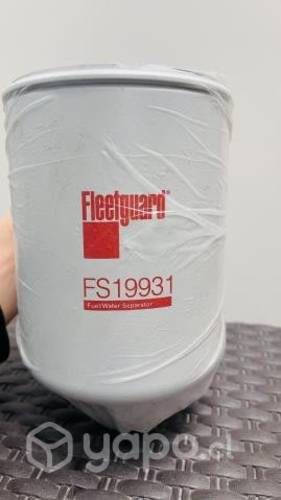 Fleetguard
FS19931
Fuel/Water Separator
yapo.cl